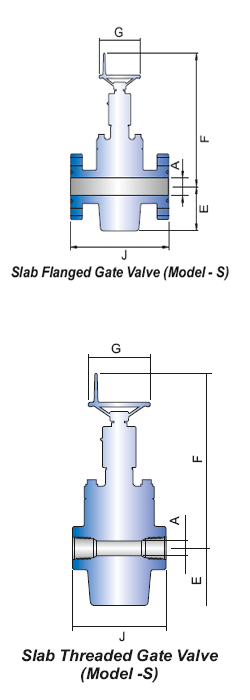 G
F
A
E
J
Slab Flanged Gate Valve (Model - S)
G
F
A
E
J
Slab Threaded Gate Valve
(Model -S)